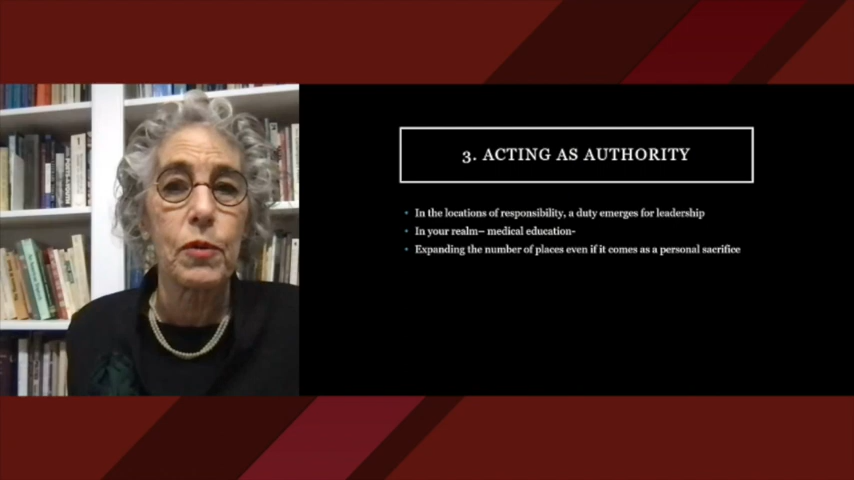 3. ACTING AS AUTHORITY
In the locations of responsibility, a duty emerges for leadership
In your realm– medical education-
Expanding the number of places even if it comes as a personal sacrifice